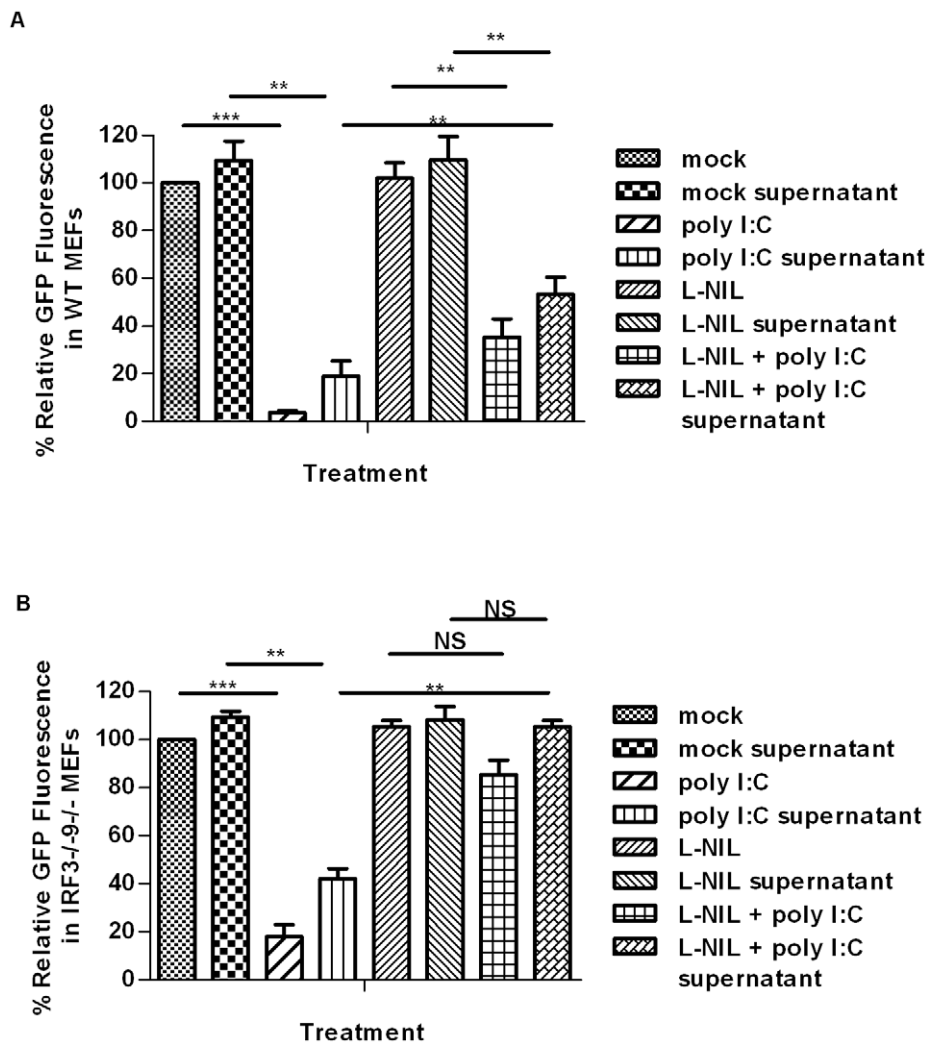 A
**
**
**
***
**
120
100
80
60
40
20
0
% Relative GFP Fluorescence
in WT MEFs
Treatment
mock
mock supernatant
poly I:C
poly I:C supernatant
L-NIL
L-NIL supernatant
L-NIL + poly I:C
L-NIL + poly I:C
supernatant
B
NS
NS
**
***
**
120
100
80
60
40
20
0
% Relative GFP Fluorescence
in IRF3-/-9-/- MEFs
Treatment
mock
mock supernatant
poly I:C
poly I:C supernatant
L-NIL
L-NIL supernatant
L-NIL + poly I:C
L-NIL + poly I:C
supernatant